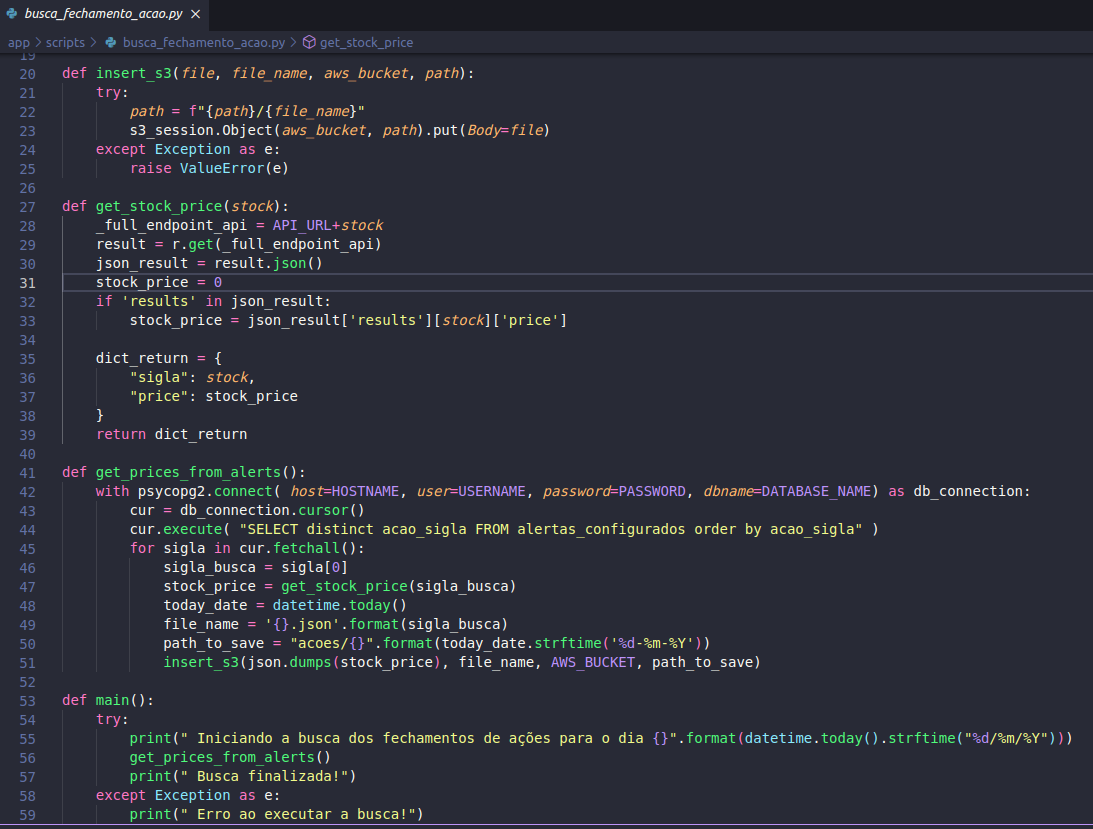 busca_fechamento_acao.py ×
app > scripts > busca_fechamento_acao.py > get_stock_price
19
20 def insert_s3(file, file_name, aws_bucket, path):
21     try:
22         path = f"{path}/{file_name}"
23         s3_session.Object(aws_bucket, path).put(Body=file)
24     except Exception as e:
25         raise ValueError(e)
26
27 def get_stock_price(stock):
28     _full_endpoint_api = API_URL+stock
29     result = r.get(_full_endpoint_api)
30     json_result = result.json()
31     stock_price = 0
32     if 'results' in json_result:
33         stock_price = json_result['results'][stock]['price']
34
35     dict_return = {
36         "sigla": stock,
37         "price": stock_price
38     }
39     return dict_return
40
41 def get_prices_from_alerts():
42     with psycopg2.connect( host=HOSTNAME, user=USERNAME, password=PASSWORD, dbname=DATABASE_NAME) as db_connection:
43         cur = db_connection.cursor()
44         cur.execute( "SELECT distinct acao_sigla FROM alertas_configurados order by acao_sigla" )
45         for sigla in cur.fetchall():
46             sigla_busca = sigla[0]
47             stock_price = get_stock_price(sigla_busca)
48             today_date = datetime.today()
49             file_name = '{}.json'.format(sigla_busca)
50             path_to_save = "acoes/{}".format(today_date.strftime('%d-%m-%Y'))
51             insert_s3(json.dumps(stock_price), file_name, AWS_BUCKET, path_to_save)
52
53 def main():
54     try:
55         print(" Iniciando a busca dos fechamentos de ações para o dia {}".format(datetime.today().strftime("%d/%m/%Y")))
56         get_prices_from_alerts()
57         print(" Busca finalizada!")
58     except Exception as e:
59         print(" Erro ao executar a busca!")